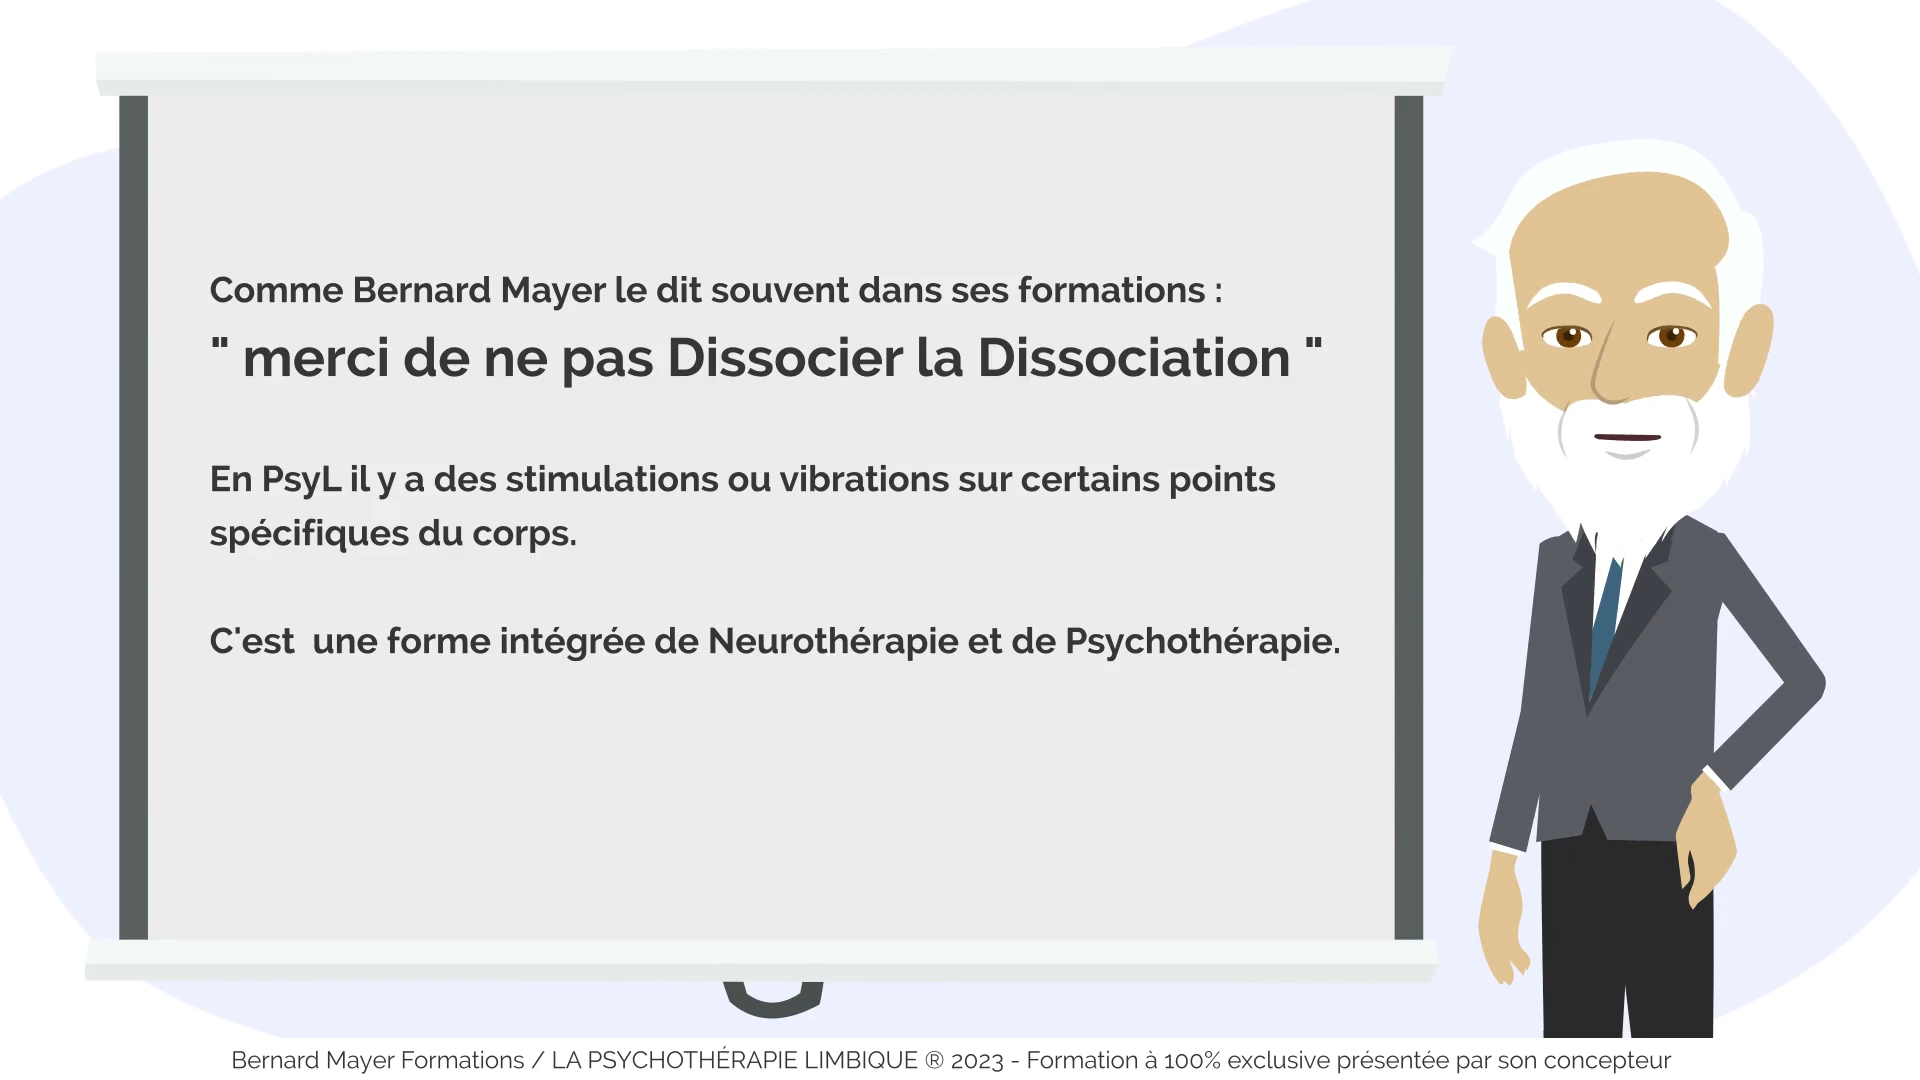 Comme Bernard Mayer le dit souvent dans ses formations :
" merci de ne pas Dissocier la Dissociation "
En PsyL il y a des stimulations ou vibrations sur certains points
spécifiques du corps.
C'est  une forme intégrée de Neurothérapie et de Psychothérapie.
Bernard Mayer Formations / LA PSYCHOTHÉRAPIE LIMBIQUE ® 2023 - Formation à 100% exclusive présentée par son concepteur